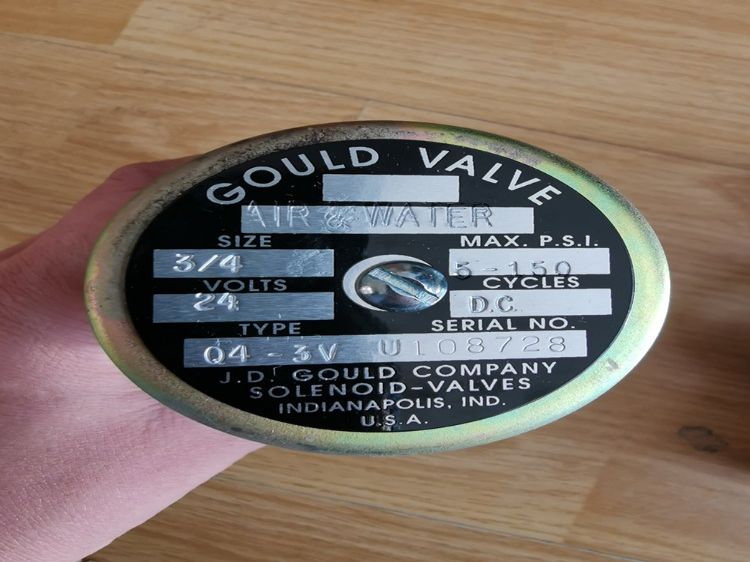 GOULD VALVE
AIR & WATER
SIZE MAX. P.S.I.
3/4 5-150
VOLTS CYCLES
24 D.C.
TYPE SERIAL NO.
Q4-3V U108728
J.D. GOULD COMPANY
SOLENOID-VALVES
INDIANAPOLIS, IND.
U.S.A.